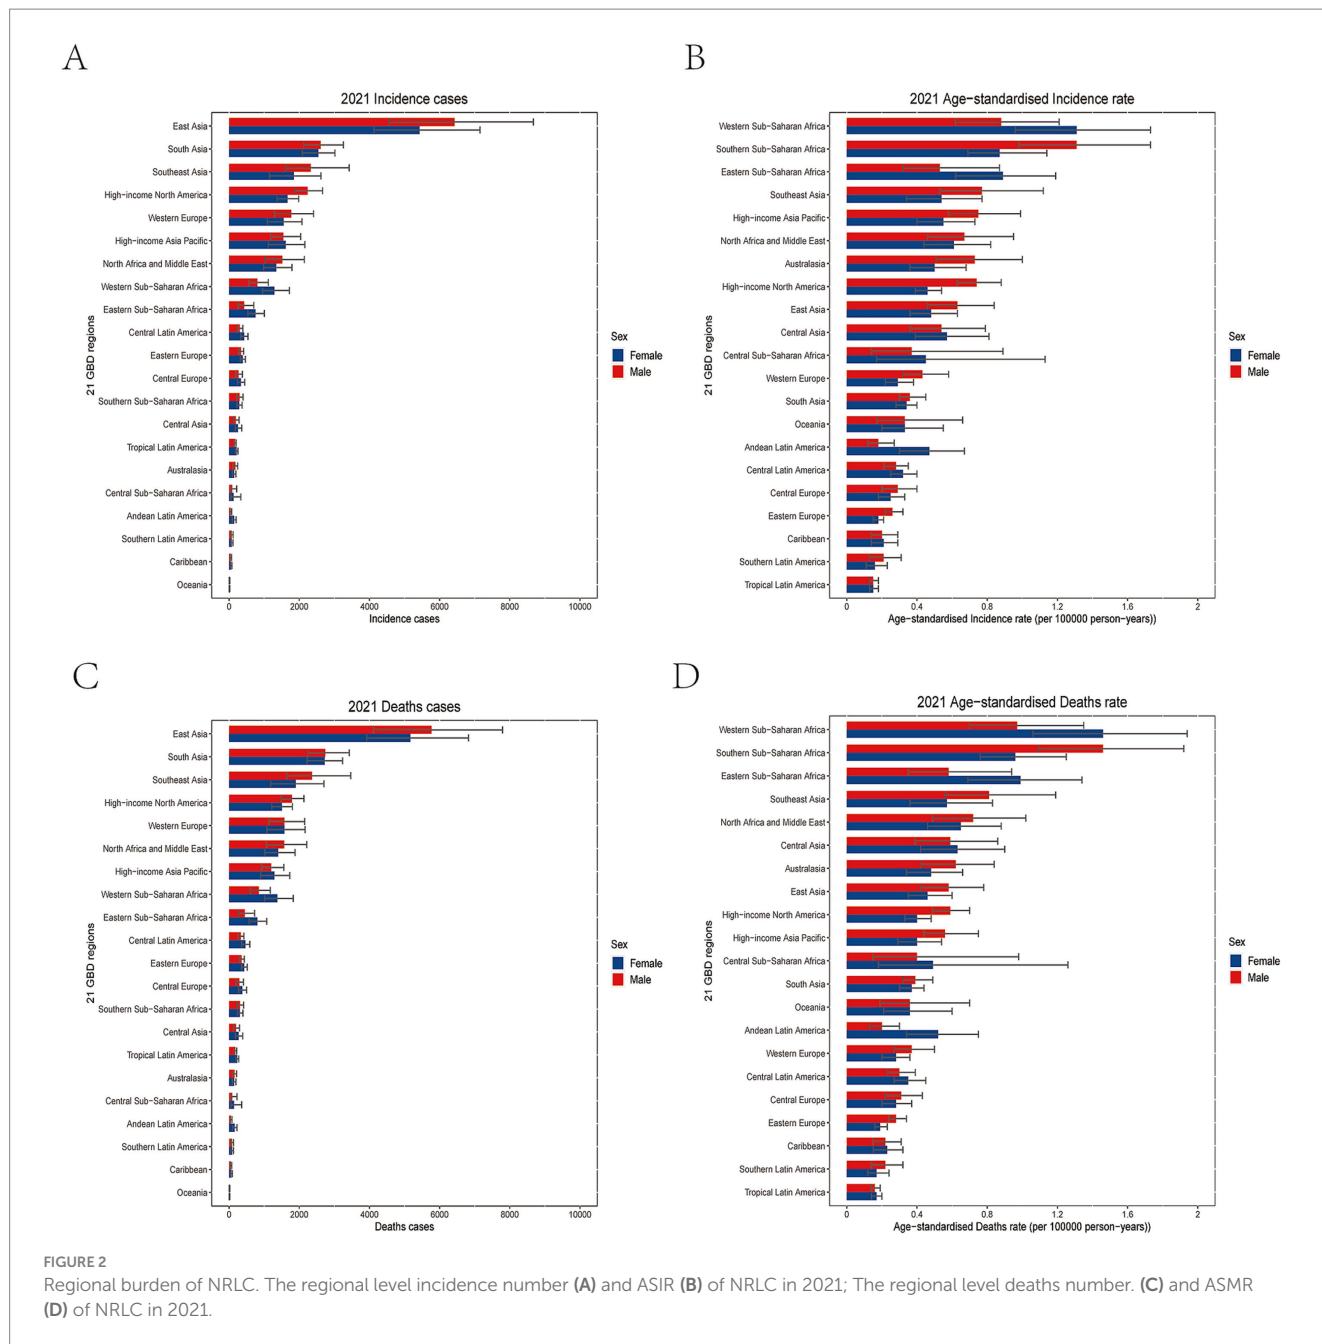 A
2021 Incidence cases
21 GBD regions
East Asia
South Asia
Southeast Asia
High-income North America
Western Europe
High-income Asia Pacific
North Africa and Middle East
Western Sub-Saharan Africa
Eastern Sub-Saharan Africa
Central Latin America
Eastern Europe
Central Europe
Southern Sub-Saharan Africa
Central Asia
Tropical Latin America
Australasia
Central Sub-Saharan Africa
Andean Latin America
Southern Latin America
Caribbean
Oceania
0 2000 4000 6000 8000 10000
Incidence cases
Sex
Female
Male
B
2021 Age-standardised Incidence rate
21 GBD regions
Western Sub-Saharan Africa
Southern Sub-Saharan Africa
Eastern Sub-Saharan Africa
Southeast Asia
High-income Asia Pacific
North Africa and Middle East
Australasia
High-income North America
East Asia
Central Asia
Central Sub-Saharan Africa
Western Europe
South Asia
Oceania
Andean Latin America
Central Latin America
Central Europe
Eastern Europe
Caribbean
Southern Latin America
Tropical Latin America
0 0.4 0.8 1.2 1.6 2
Age-standardised Incidence rate (per 100000 person-years))
Sex
Female
Male
C
2021 Deaths cases
21 GBD regions
East Asia
South Asia
Southeast Asia
High-income North America
Western Europe
North Africa and Middle East
High-income Asia Pacific
Western Sub-Saharan Africa
Eastern Sub-Saharan Africa
Central Latin America
Eastern Europe
Central Europe
Southern Sub-Saharan Africa
Central Asia
Tropical Latin America
Australasia
Central Sub-Saharan Africa
Andean Latin America
Southern Latin America
Caribbean
Oceania
0 2000 4000 6000 8000 10000
Deaths cases
Sex
Female
Male
D
2021 Age-standardised Deaths rate
21 GBD regions
Western Sub-Saharan Africa
Southern Sub-Saharan Africa
Eastern Sub-Saharan Africa
Southeast Asia
North Africa and Middle East
Central Asia
Australasia
East Asia
High-income North America
High-income Asia Pacific
Central Sub-Saharan Africa
South Asia
Oceania
Andean Latin America
Western Europe
Central Latin America
Central Europe
Eastern Europe
Caribbean
Southern Latin America
Tropical Latin America
0 0.4 0.8 1.2 1.6 2
Age-standardised Deaths rate (per 100000 person-years))
Sex
Female
Male
FIGURE 2
Regional burden of NRLC. The regional level incidence number (A) and ASIR (B) of NRLC in 2021; The regional level deaths number. (C) and ASMR
(D) of NRLC in 2021.